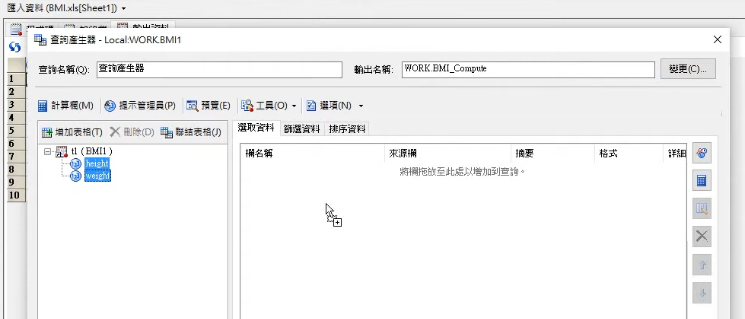 匯入資料 (BMI.xls[Sheet1])
輸出資料
查詢產生器 - Local:WORK.BMI1
查詢名稱(Q): 查詢產生器 輸出名稱: WORK.BMI_Compute 變更(C)...
計算欄(M) 提示管理員(P) 預覽(E) 工具(O) 選項(N)
增加表格(T) 刪除(D) 聯結表格(J) 選取資料 篩選資料 排序資料
t1 (BMI1) 欄名稱 來源欄 摘要 格式 詳細
height 將欄拖放至此處以增加到查詢。
weight
1
2
3
4
5
6
7
8
9
10